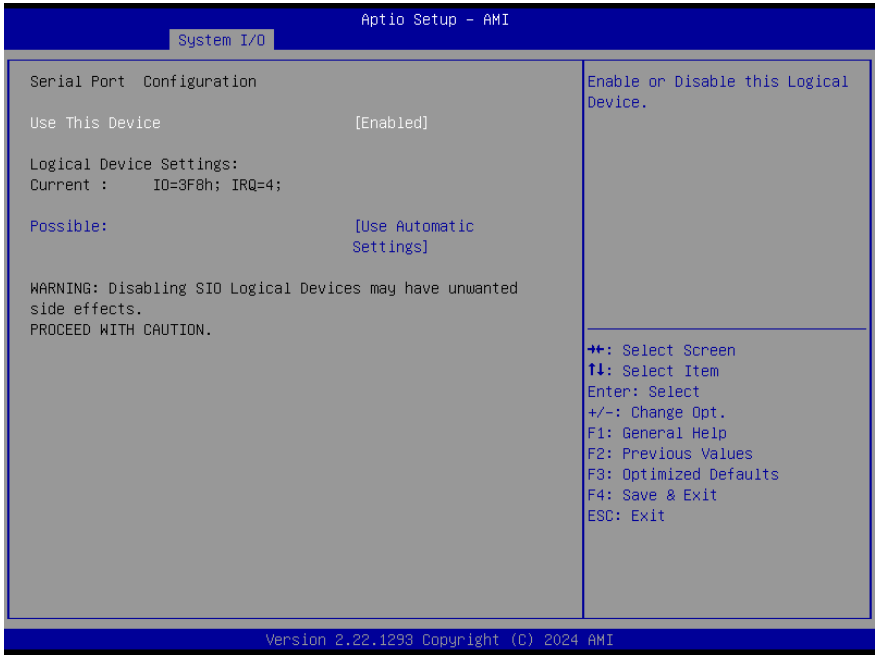 Aptio Setup – AMI
System I/O
Serial Port Configuration
Use This Device [Enabled]
Logical Device Settings:
Current : IO=3F8h; IRQ=4;
Possible: [Use Automatic
Settings]
WARNING: Disabling SIO Logical Devices may have unwanted
side effects.
PROCEED WITH CAUTION.
Enable or Disable this Logical
Device.
→←: Select Screen
↑↓: Select Item
Enter: Select
+/-: Change Opt.
F1: General Help
F2: Previous Values
F3: Optimized Defaults
F4: Save & Exit
ESC: Exit
Version 2.22.1293 Copyright (C) 2024 AMI